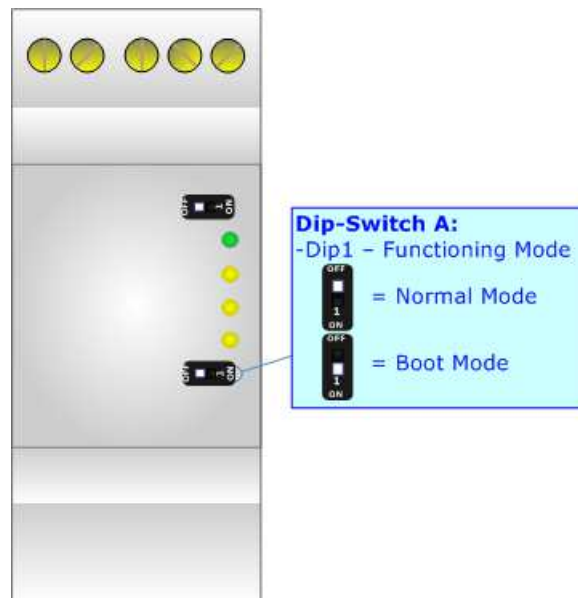 OFF 1 ON
Dip-Switch A:
-Dip1 – Functioning Mode
OFF
1
ON
= Normal Mode
OFF
1
ON
= Boot Mode
OFF 1 ON